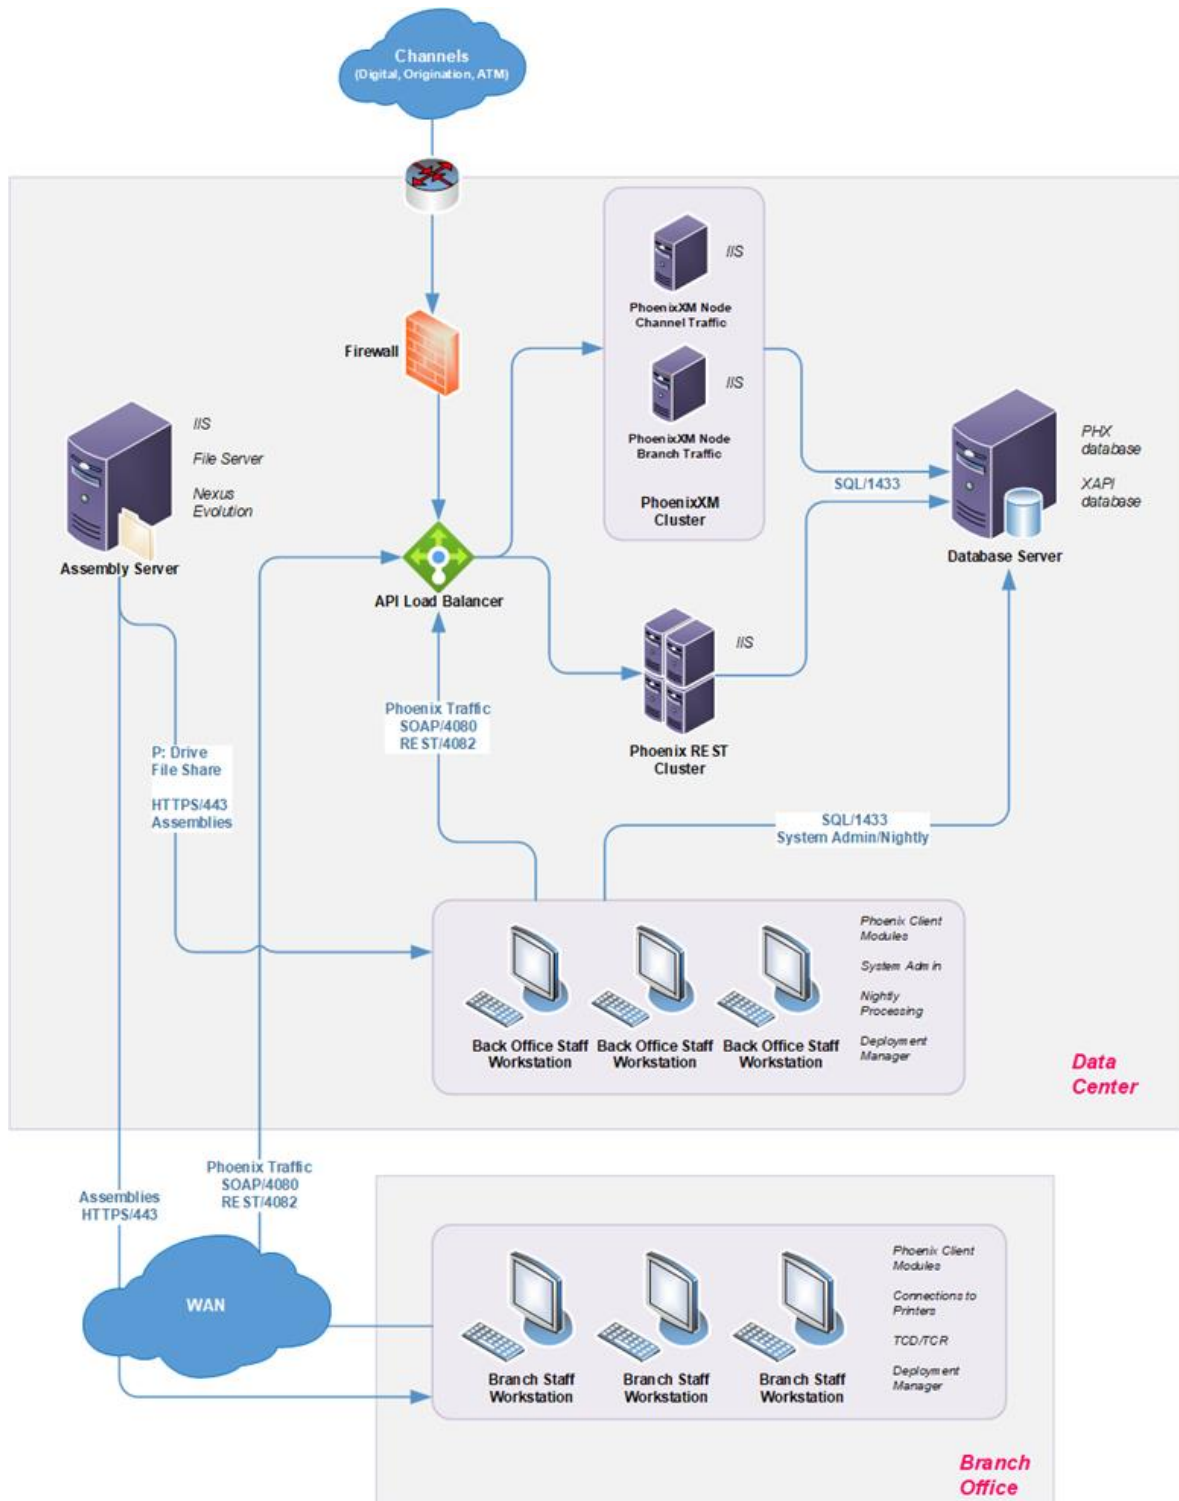 Channels
(Digital, Origination, ATM)
Firewall
IIS
PhoenixXM Node
Channel Traffic
IIS
PhoenixXM Node
Branch Traffic
PhoenixXM
Cluster
IIS
File Server
Nexus
Evolution
Assembly Server
API Load Balancer
SQL/1433
PHX
database
XAPI
database
Database Server
IIS
Phoenix REST
Cluster
Phoenix Traffic
SOAP/4080
REST/4082
P: Drive
File Share
HTTPS/443
Assemblies
SQL/1433
System Admin/Nightly
Back Office Staff
Workstation
Back Office Staff
Workstation
Back Office Staff
Workstation
Phoenix Client
Modules
System Admin
Nightly
Processing
Deployment
Manager
Data
Center
Phoenix Traffic
SOAP/4080
REST/4082
Assemblies
HTTPS/443
WAN
Branch Staff
Workstation
Branch Staff
Workstation
Branch Staff
Workstation
Phoenix Client
Modules
Connections to
Printers
TCD/TCR
Deployment
Manager
Branch
Office